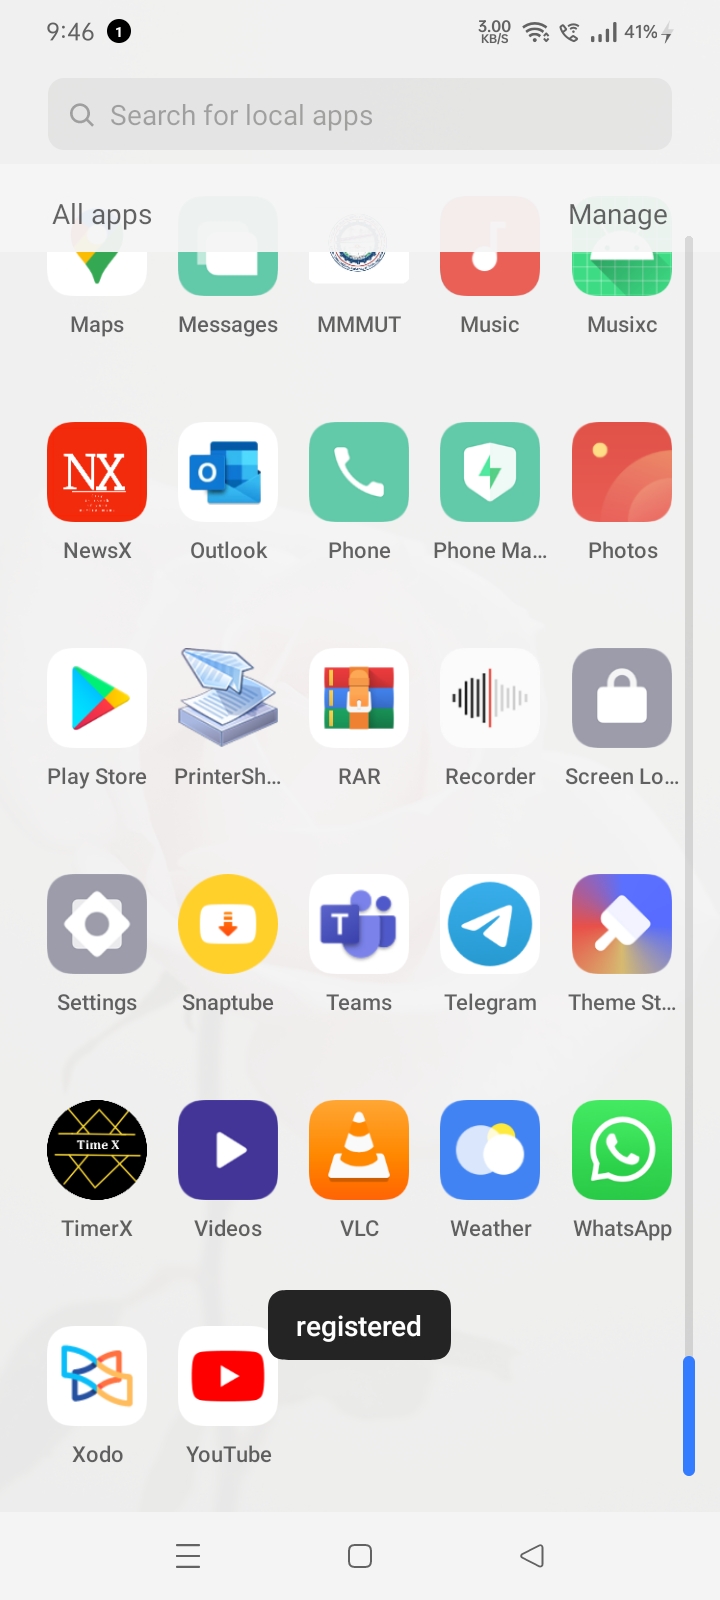 9:46 1 3.00 KB/S 41%
Search for local apps
All apps Manage
Maps Messages MMMUT Music Musixc
NX
O
NewsX Outlook Phone Phone Ma... Photos
Play Store PrinterSh... RAR Recorder Screen Lo...
T
Settings Snaptube Teams Telegram Theme St...
Time X
TimerX Videos VLC Weather WhatsApp
registered
Xodo YouTube